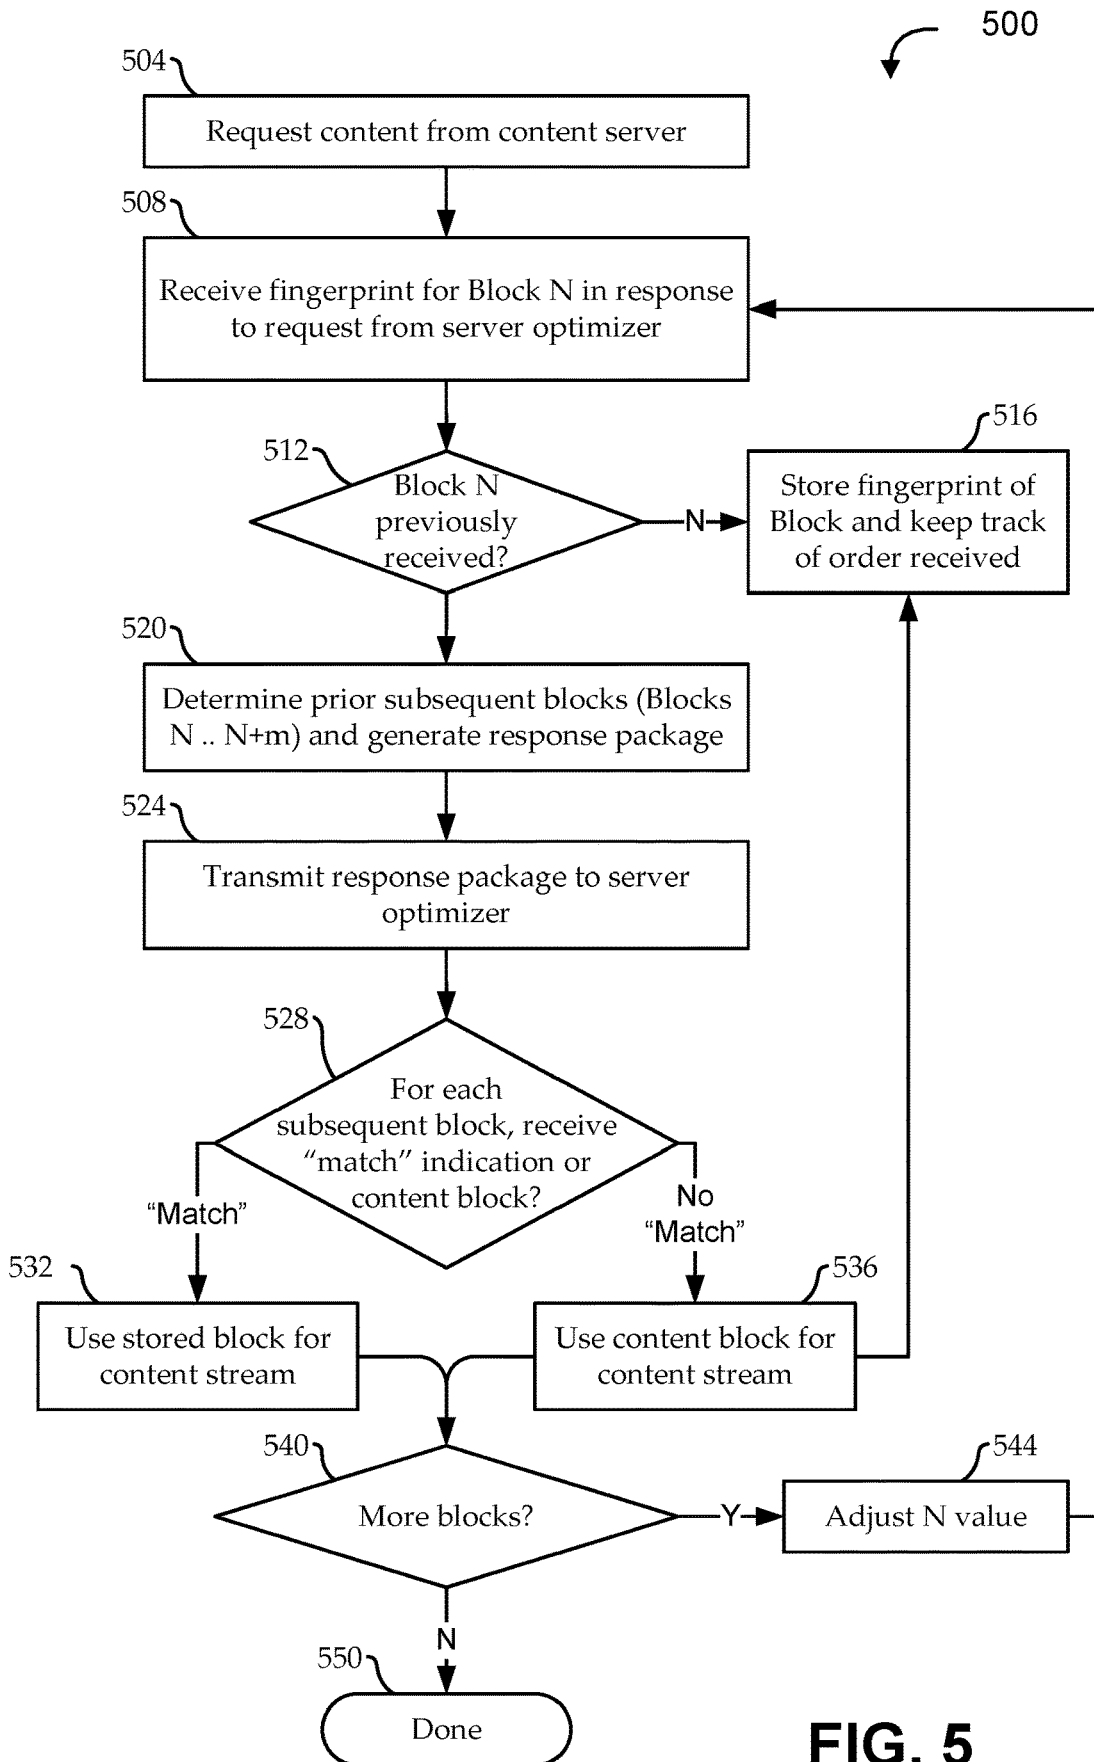 500
504
Request content from content server
508
Receive fingerprint for Block N in response
to request from server optimizer
512
Block N
previously
received?
N
516
Store fingerprint of
Block and keep track
of order received
520
Determine prior subsequent blocks (Blocks
N .. N+m) and generate response package
524
Transmit response package to server
optimizer
528
For each
subsequent block, receive
“match” indication or
content block?
“Match”
No
“Match”
532
Use stored block for
content stream
536
Use content block for
content stream
540
More blocks?
Y
544
Adjust N value
N
550
Done
FIG. 5